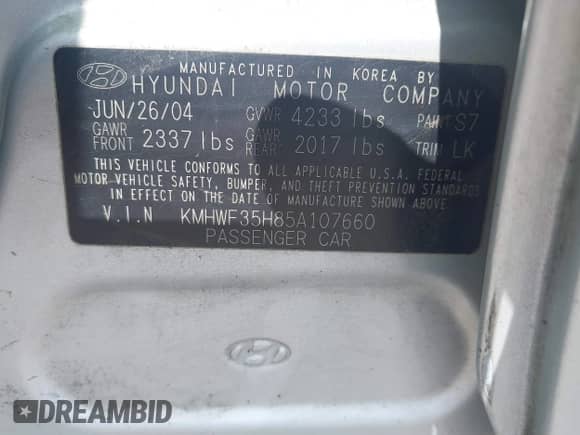 MANUFACTURED IN KOREA BY
HYUNDAI MOTOR COMPANY
JUN/26/04 GVWR 4233 lbs PAINT S7
GAWR FRONT 2337 lbs GAWR REAR 2017 lbs TRIM LK
THIS VEHICLE CONFORMS TO ALL APPLICABLE U.S.A. FEDERAL
MOTOR VEHICLE SAFETY, BUMPER, AND THEFT PREVENTION STANDARDS
IN EFFECT ON THE DATE OF MANUFACTURE SHOWN ABOVE.
V.I.N KMHWF35H85A107660
PASSENGER CAR
DREAMBID